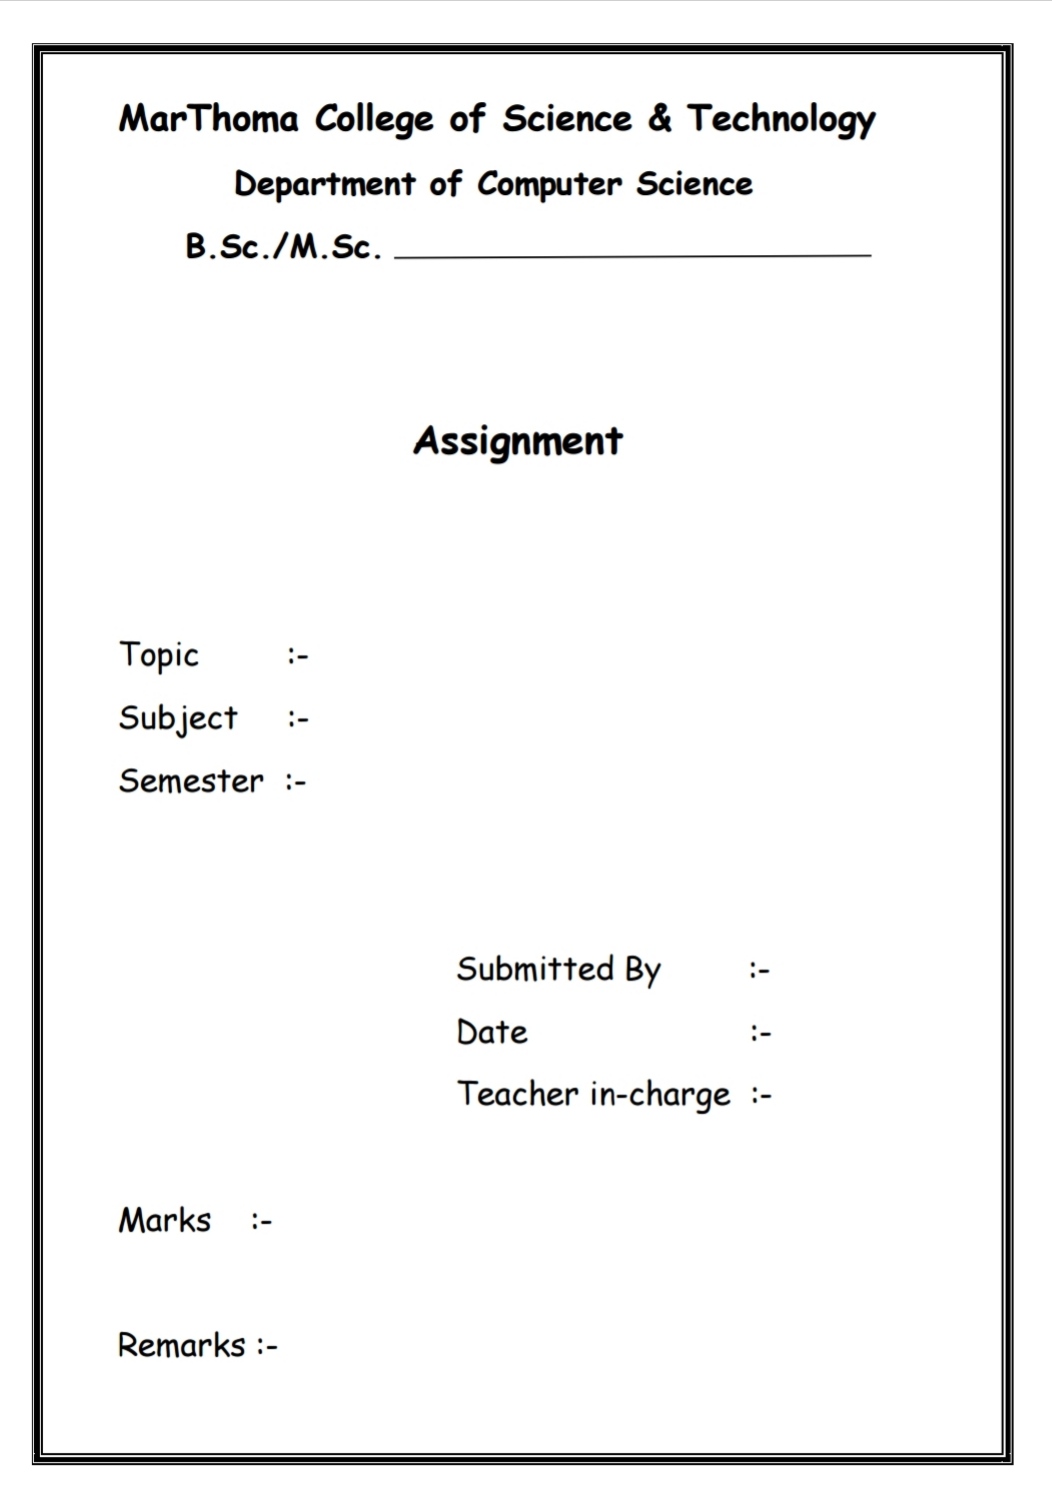 MarThoma College of Science & Technology
Department of Computer Science
B.Sc./M.Sc. ____________________
Assignment
Topic :-
Subject :-
Semester :-
Submitted By :-
Date :-
Teacher in-charge :-
Marks :-
Remarks :-